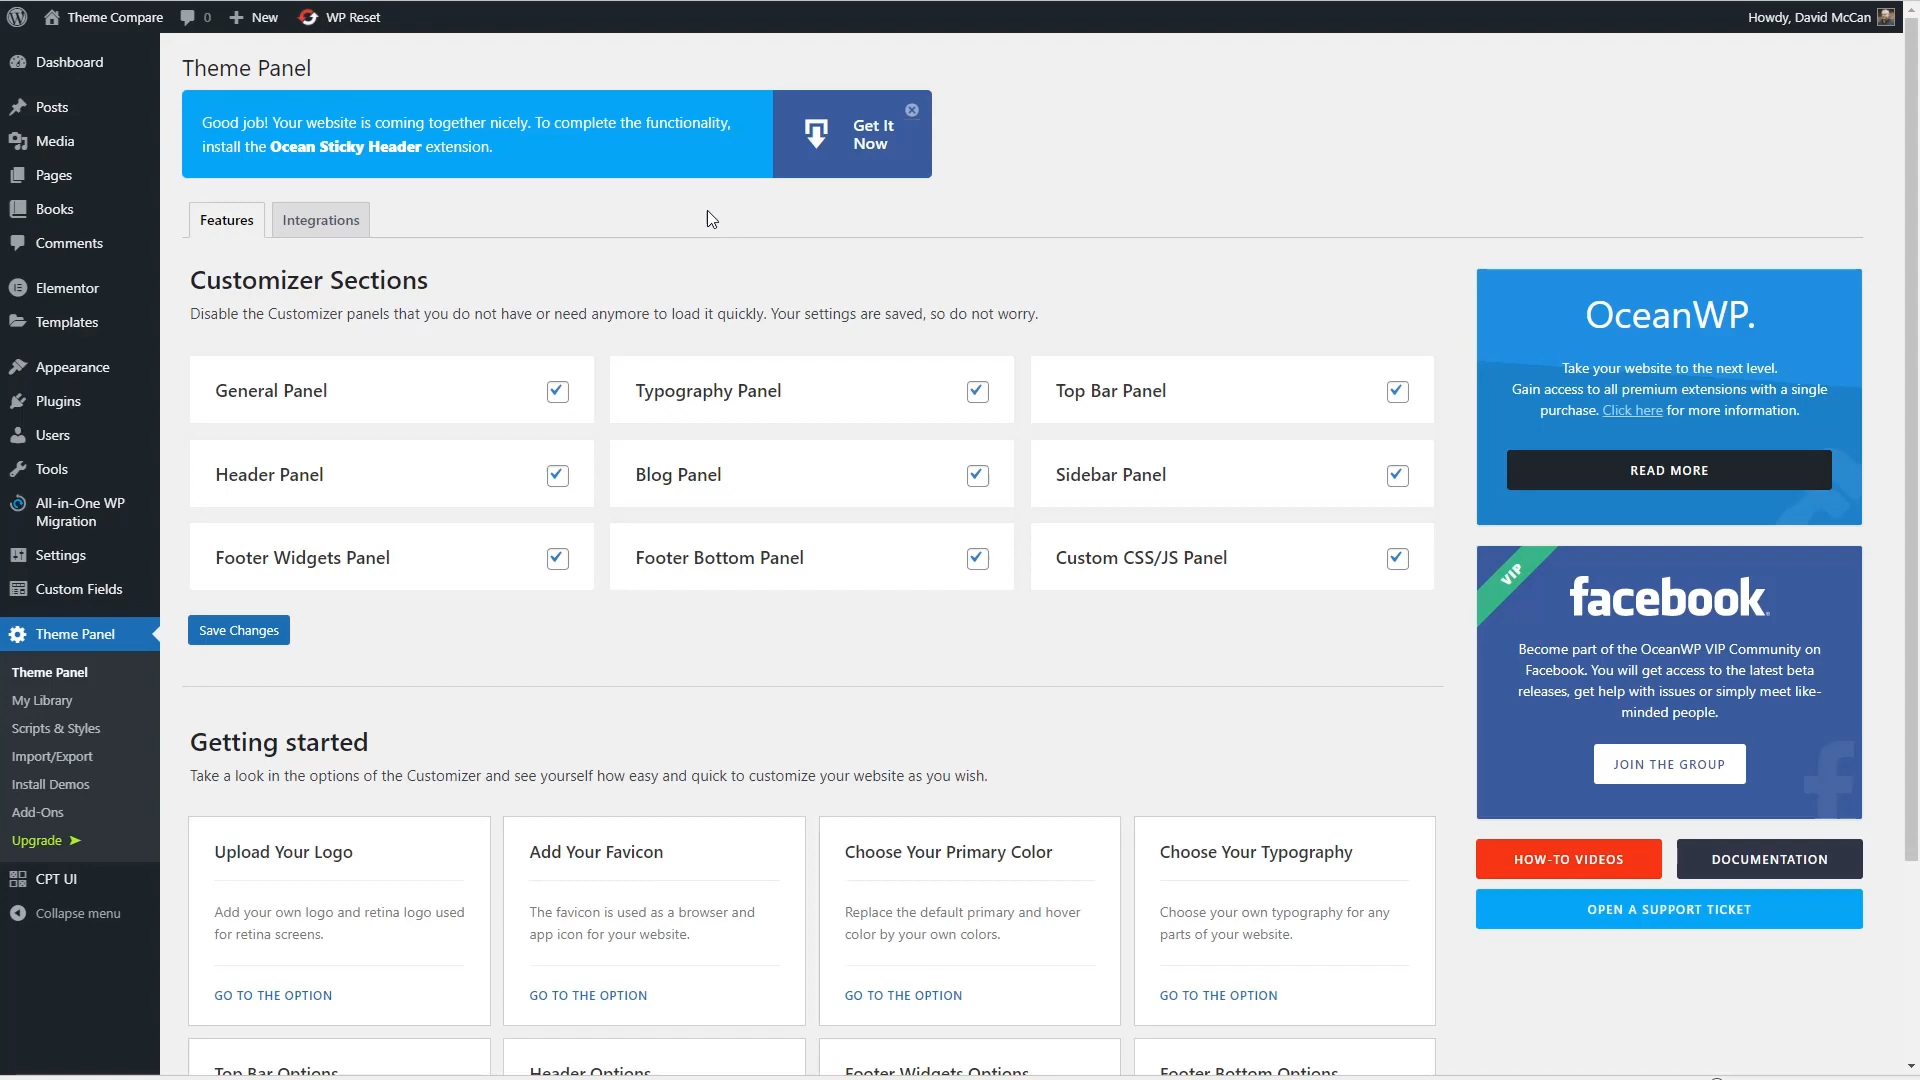 Theme Compare
0
New
WP Reset
Howdy, David McCan
Dashboard
Posts
Media
Pages
Books
Comments
Elementor
Templates
Appearance
Plugins
Users
Tools
All-in-One WP
Migration
Settings
Custom Fields
Theme Panel
Theme Panel
My Library
Scripts & Styles
Import/Export
Install Demos
Add-Ons
Upgrade ➤
CPT UI
Collapse menu
Theme Panel
Good job! Your website is coming together nicely. To complete the functionality,
install the Ocean Sticky Header extension.
Get It
Now
Features
Integrations
Customizer Sections
Disable the Customizer panels that you do not have or need anymore to load it quickly. Your settings are saved, so do not worry.
General Panel
Typography Panel
Top Bar Panel
Header Panel
Blog Panel
Sidebar Panel
Footer Widgets Panel
Footer Bottom Panel
Custom CSS/JS Panel
Save Changes
Getting started
Take a look in the options of the Customizer and see yourself how easy and quick to customize your website as you wish.
Upload Your Logo
Add your own logo and retina logo used
for retina screens.
GO TO THE OPTION
Add Your Favicon
The favicon is used as a browser and
app icon for your website.
GO TO THE OPTION
Choose Your Primary Color
Replace the default primary and hover
color by your own colors.
GO TO THE OPTION
Choose Your Typography
Choose your own typography for any
parts of your website.
GO TO THE OPTION
Top Bar Options
Header Options
Footer Widgets Options
Footer Bottom Options
OceanWP.
Take your website to the next level.
Gain access to all premium extensions with a single
purchase. Click here for more information.
READ MORE
VIP
facebook.
Become part of the OceanWP VIP Community on
Facebook. You will get access to the latest beta
releases, get help with issues or simply meet like-
minded people.
JOIN THE GROUP
HOW-TO VIDEOS
DOCUMENTATION
OPEN A SUPPORT TICKET